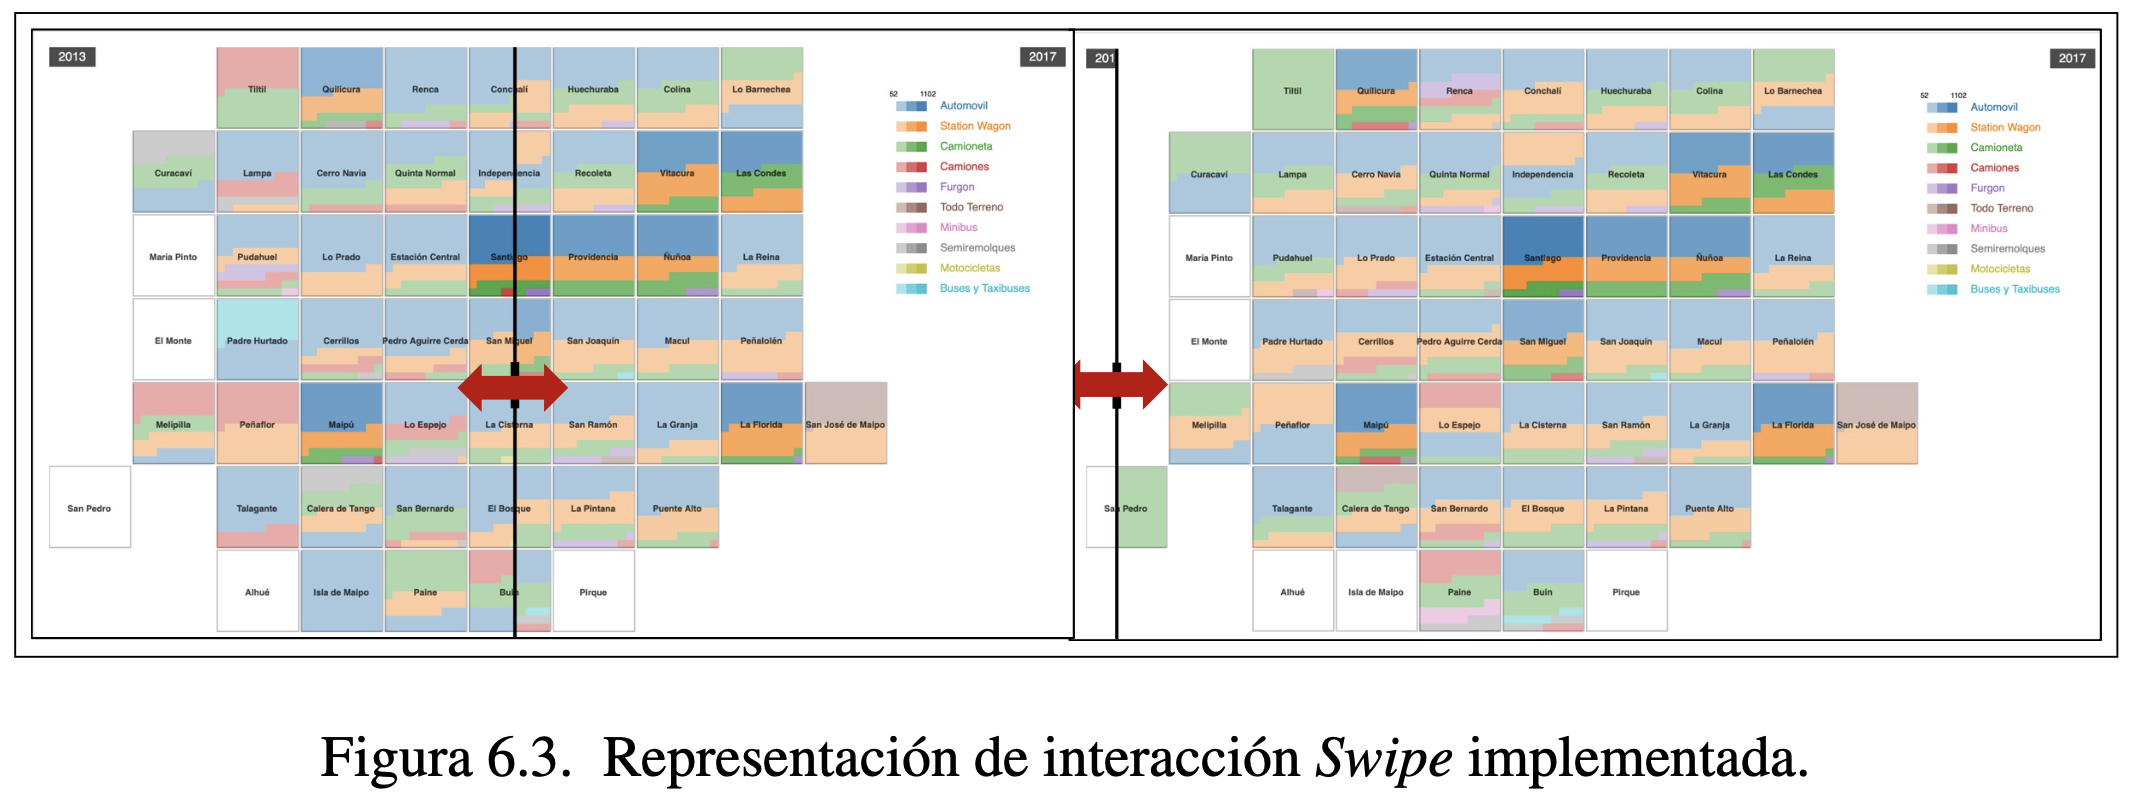 2013
2017
Tiltil Quilicura Renca Conchalí Huechuraba Colina Lo Barnechea
Curacaví Lampa Cerro Navia Quinta Normal Independencia Recoleta Vitacura Las Condes
María Pinto Pudahuel Lo Prado Estación Central Santiago Providencia Ñuñoa La Reina
El Monte Padre Hurtado Cerrillos Pedro Aguirre Cerda San Miguel San Joaquín Macul Peñalolén
Melipilla Peñaflor Maipú Lo Espejo La Cisterna San Ramón La Granja La Florida San José de Maipo
San Pedro Talagante Calera de Tango San Bernardo El Bosque La Pintana Puente Alto
Alhué Isla de Maipo Paine Buin Pirque
52 1102
Automovil
Station Wagon
Camioneta
Camiones
Furgon
Todo Terreno
Minibus
Semiremolques
Motocicletas
Buses y Taxibuses
201
2017
Tiltil Quilicura Renca Conchalí Huechuraba Colina Lo Barnechea
Curacaví Lampa Cerro Navia Quinta Normal Independencia Recoleta Vitacura Las Condes
María Pinto Pudahuel Lo Prado Estación Central Santiago Providencia Ñuñoa La Reina
El Monte Padre Hurtado Cerrillos Pedro Aguirre Cerda San Miguel San Joaquín Macul Peñalolén
Melipilla Peñaflor Maipú Lo Espejo La Cisterna San Ramón La Granja La Florida San José de Maipo
San Pedro Talagante Calera de Tango San Bernardo El Bosque La Pintana Puente Alto
Alhué Isla de Maipo Paine Buin Pirque
52 1102
Automovil
Station Wagon
Camioneta
Camiones
Furgon
Todo Terreno
Minibus
Semiremolques
Motocicletas
Buses y Taxibuses
Figura 6.3. Representación de interacción Swipe implementada.